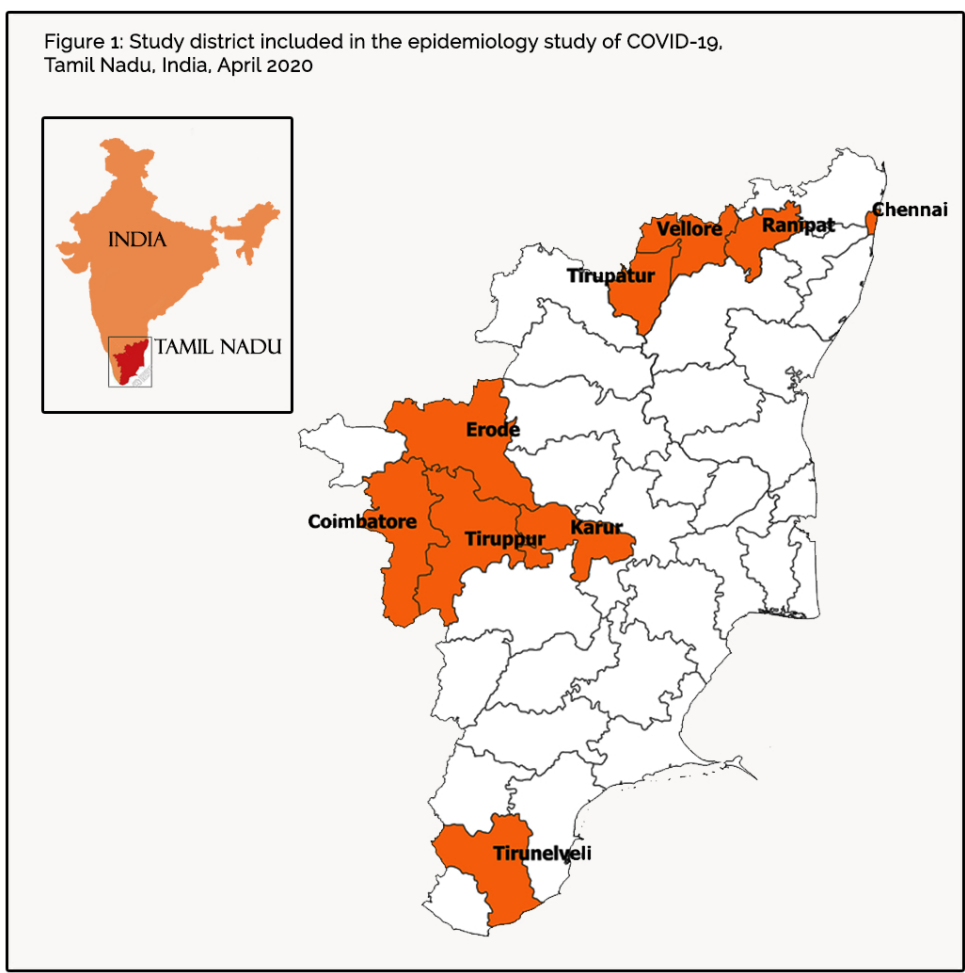 Figure 1: Study district included in the epidemiology study of COVID-19,
Tamil Nadu, India, April 2020
INDIA
TAMIL NADU
Chennai
Ranipat
Vellore
Tirupatur
Erode
Coimbatore
Karur
Tiruppur
Tirunelveli